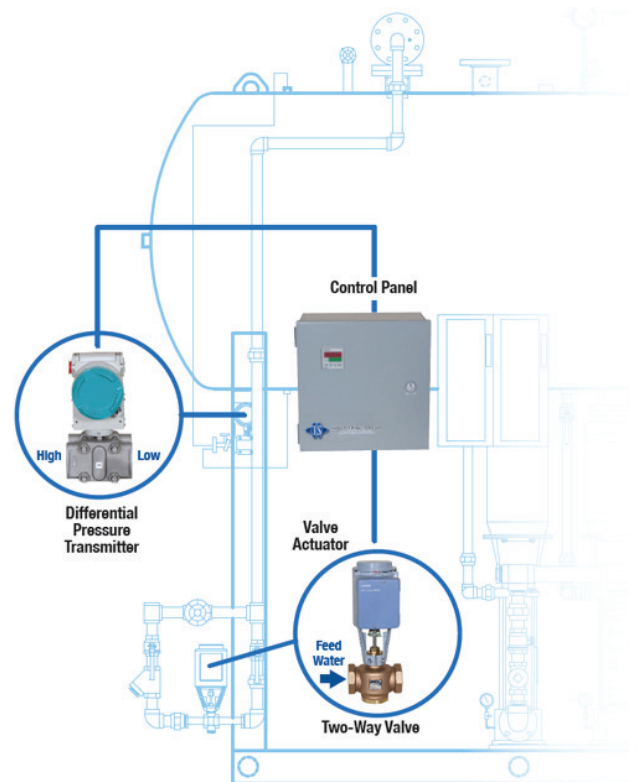 Control Panel
High
Low
Differential
Pressure
Transmitter
Valve
Actuator
Feed
Water
Two-Way Valve